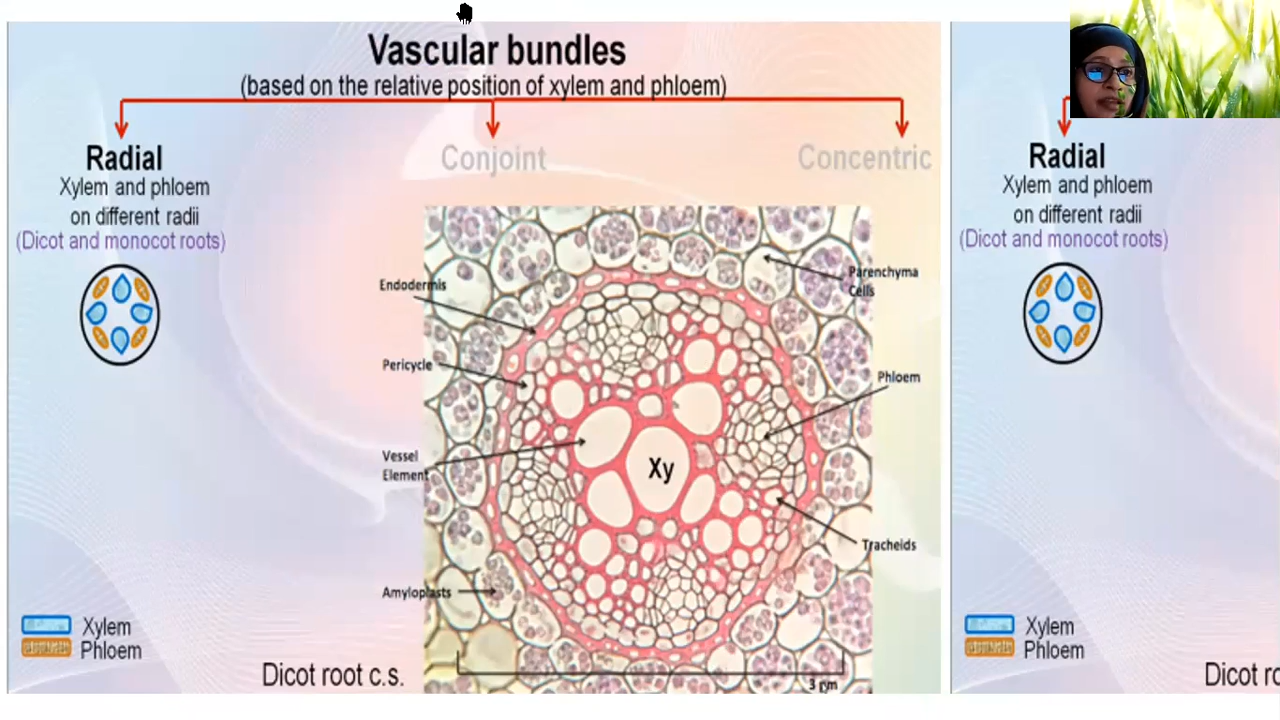 Vascular bundles
(based on the relative position of xylem and phloem)
Radial
Conjoint
Concentric
Xylem and phloem
on different radii
(Dicot and monocot roots)
Endodermis
Parenchyma
Cells
Pericycle
Phloem
Vessel
Element
Xy
Tracheids
Amyloplasts
Xylem
Phloem
Dicot root c.s.
Radial
Xylem and phloem
on different radii
(Dicot and monocot roots)
Xylem
Phloem
Dicot